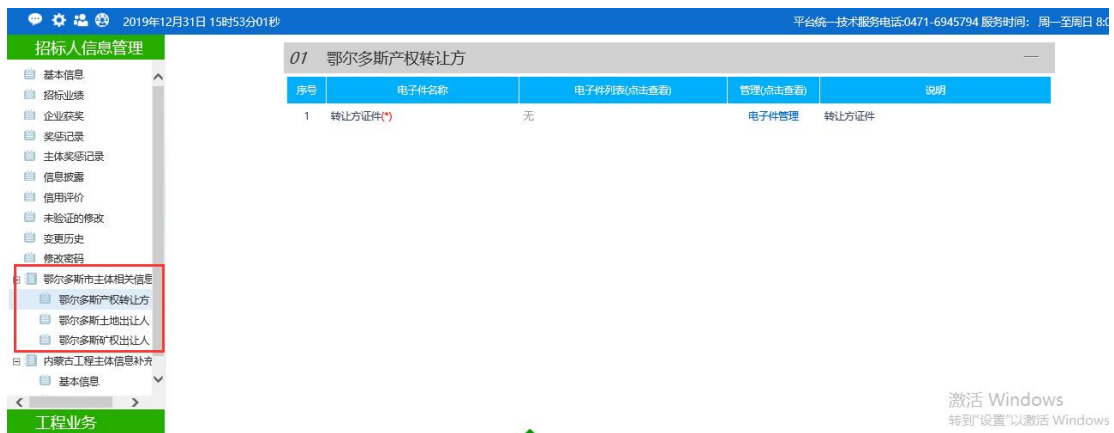 2019年12月31日 15时53分01秒
平台统一技术服务电话:0471-6945794 服务时间: 周一至周日 8:0
招标人信息管理
基本信息
招标业绩
企业获奖
奖惩记录
主体奖惩记录
信息披露
信用评价
未验证的修改
变更历史
修改密码
鄂尔多斯市主体相关信息
鄂尔多斯产权转让方
鄂尔多斯土地出让人
鄂尔多斯矿权出让人
内蒙古工程主体信息补充
基本信息
工程业务
01 鄂尔多斯产权转让方
序号 电子件名称 电子件列表(点击查看) 管理(点击查看) 说明
1 转让方证件(*) 无 电子件管理 转让方证件
激活 Windows
转到"设置"以激活 Windows